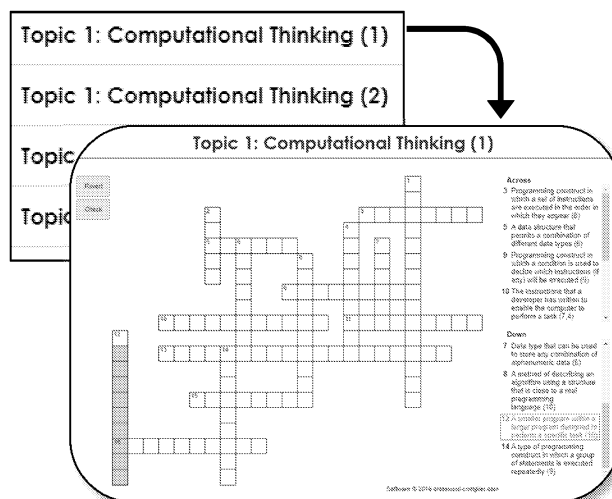 Topic 1: Computational Thinking (1)
Topic 1: Computational Thinking (2)
Topic
Topic
Topic 1: Computational Thinking (1)
Revert
Check
Across
3 Programming construct in
which a set of instructions
are executed in the order in
which they appear (8)
5 A data structure that
permits a combination of
different data types (6)
9 Programming construct in
which a condition is used to
decide which instructions (if
any) will be executed (9)
10 The instructions that a
developer has written to
enable the computer to
perform a task (7,4)
Down
7 Data type that can be used
to store any combination of
alphanumeric data (6)
8 A method of describing an
algorithm using a structure
that is close to a real
programming
language (10)
12 A smaller program within a
larger program designed to
perform a specific task (10)
14 A type of programming
construct in which a group
of statements is executed
repeatedly (9)